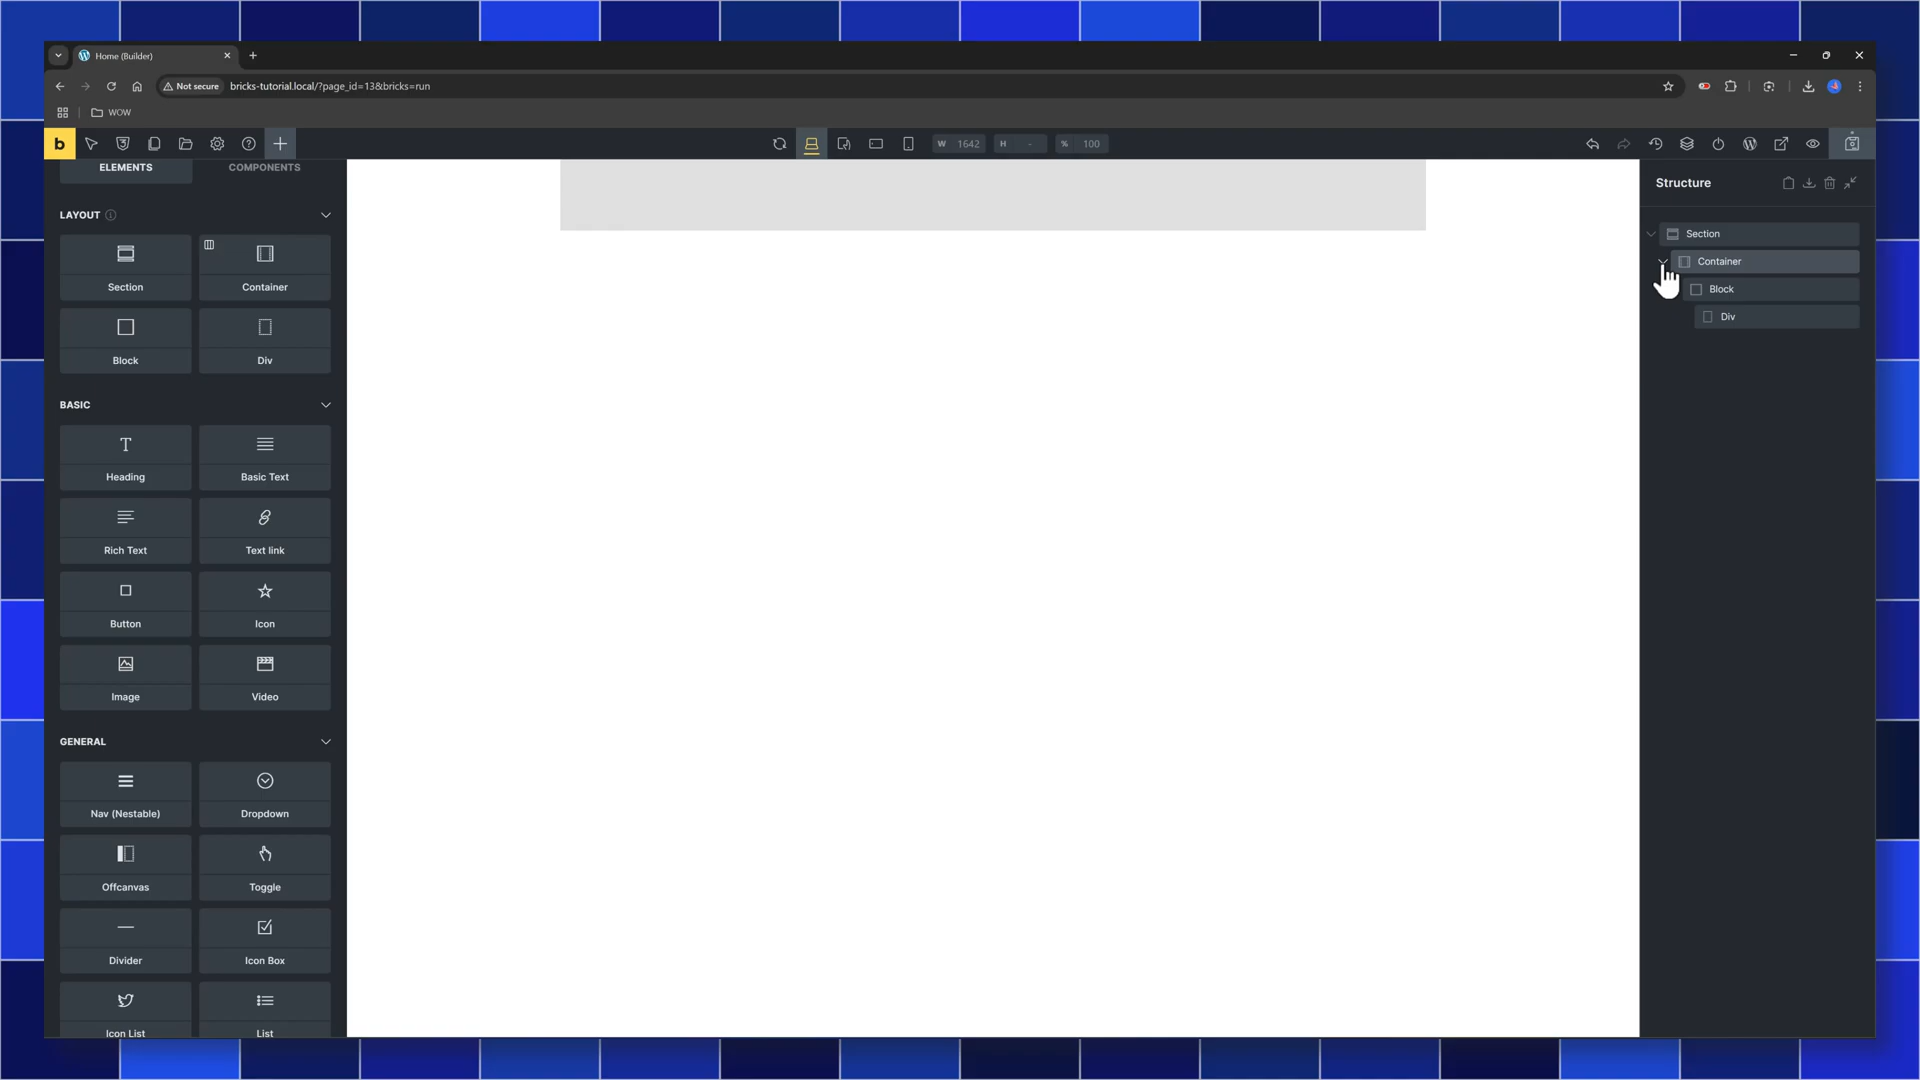 Home (Builder)
Not secure
bricks-tutorial.local/?page_id=13&bricks=run
WOW
b
W 1642 H - % 100
ELEMENTS
COMPONENTS
LAYOUT
Section
Container
Block
Div
BASIC
Heading
Basic Text
Rich Text
Text link
Button
Icon
Image
Video
GENERAL
Nav (Nestable)
Dropdown
Offcanvas
Toggle
Divider
Icon Box
Icon List
List
Structure
Section
Container
Block
Div